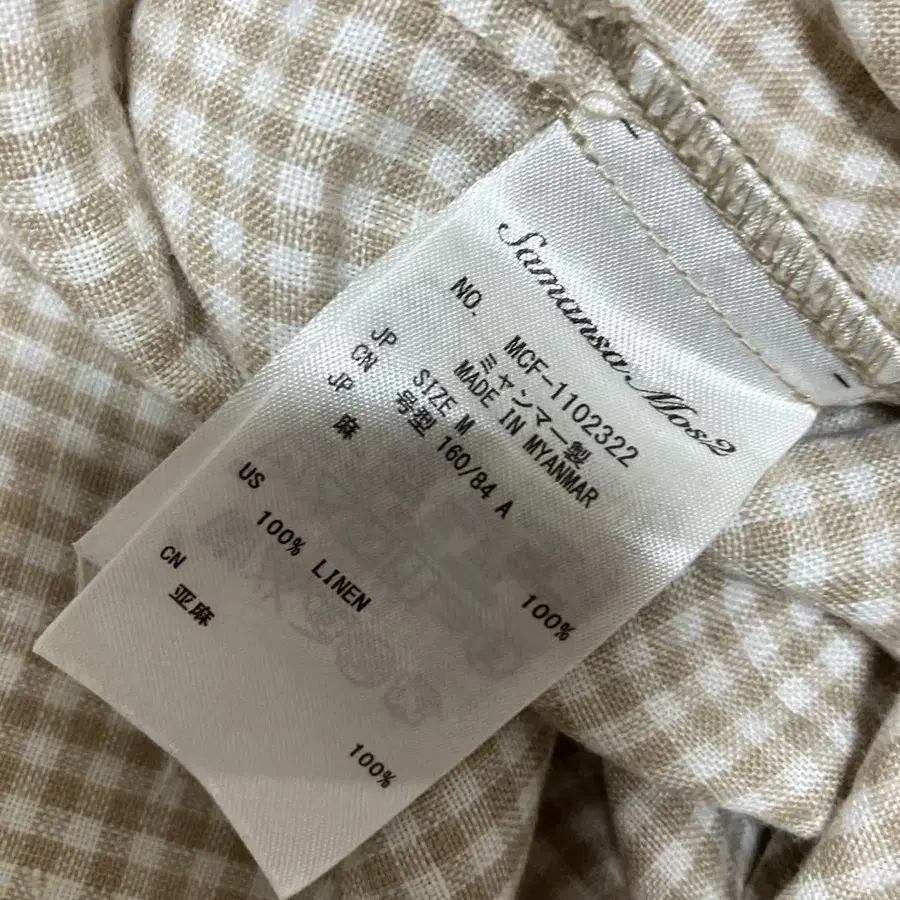 Samansa Mos2
NO. MCF-1102322
ミャンマー製
MADE IN MYANMAR
JP SIZE M
CN 号型 160/84 A
JP 麻 100%
US 100% LINEN
CN 亚麻 100%